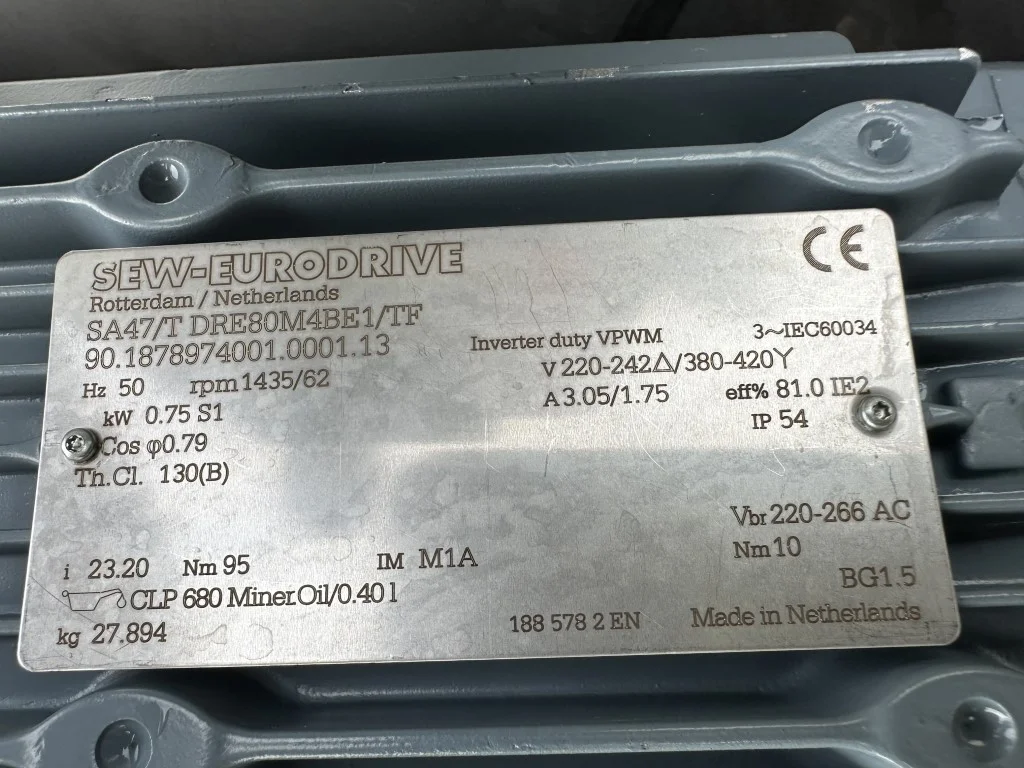 SEW-EURODRIVE
CE
Rotterdam / Netherlands
SA47/T DRE80M4BE1/TF
90.1878974001.0001.13
Inverter duty VPWM 3~IEC60034
Hz 50 rpm 1435/62
V 220-242△/380-420Y
kW 0.75 S1
A 3.05/1.75 eff% 81.0 IE2
Cos φ0.79
IP 54
Th.Cl. 130(B)
Vbr 220-266 AC
i 23.20 Nm 95 IM M1A
Nm 10
CLP 680 Miner.Oil/0.40 l
BG1.5
kg 27.894
188 578 2 EN
Made in Netherlands